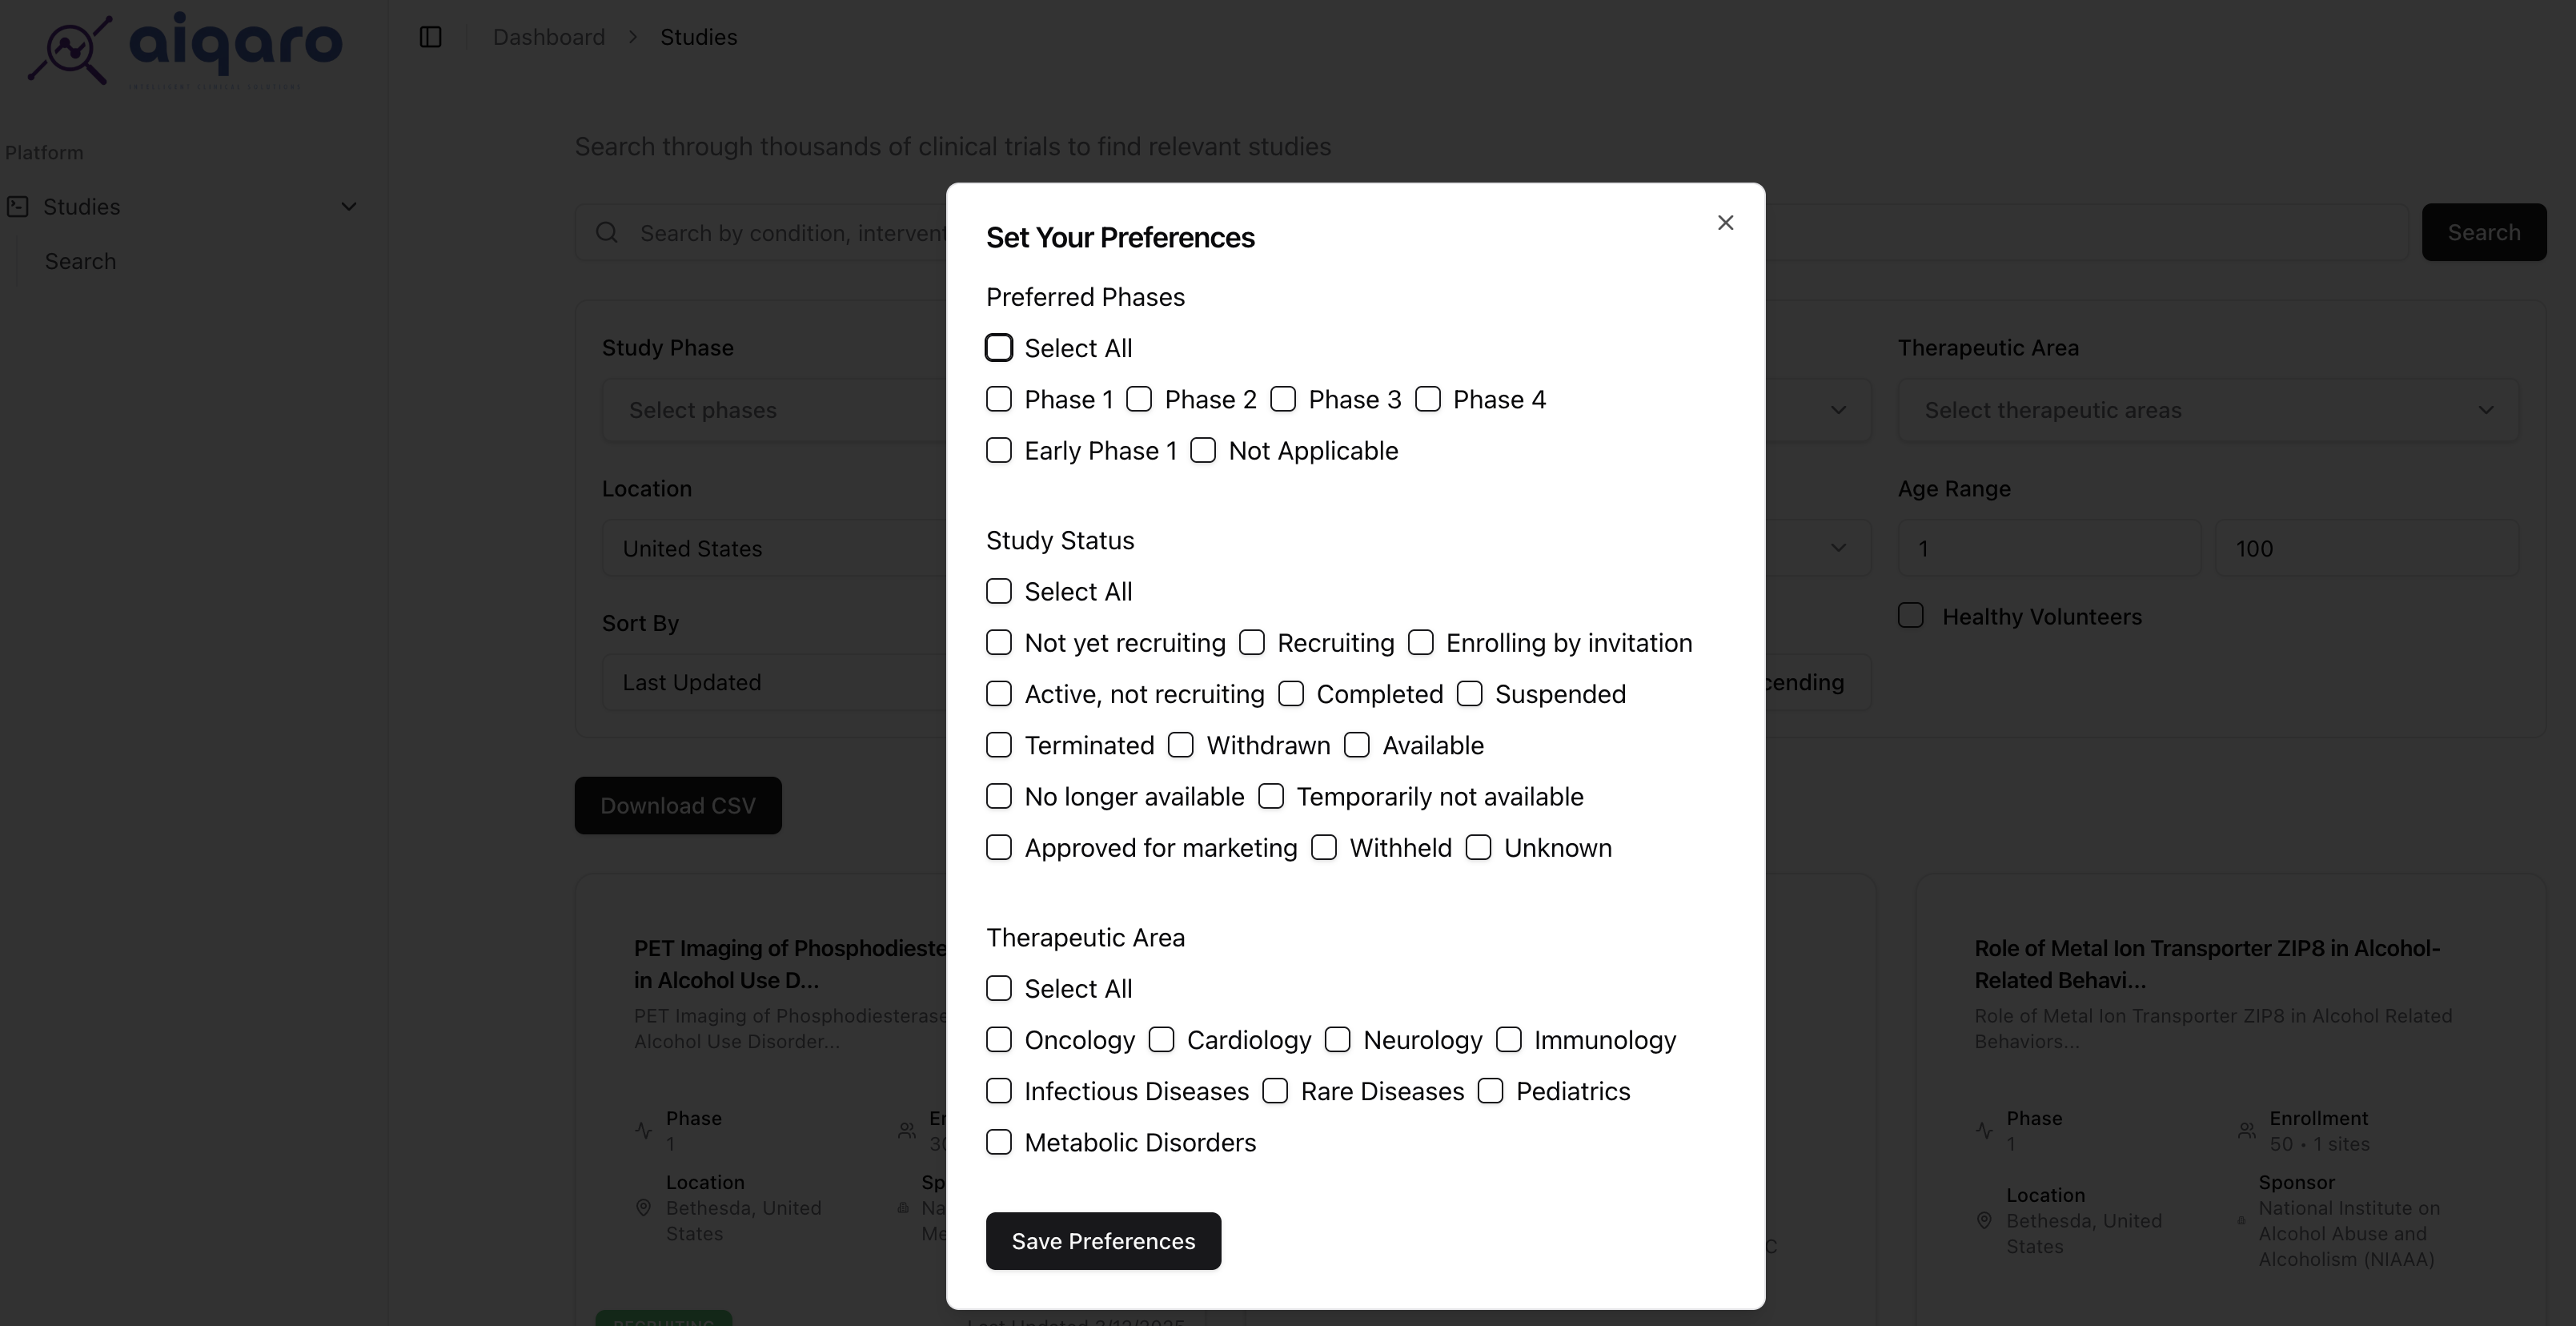 aiqaro
Dashboard > Studies
Platform
Studies
Search
Search through thousands of clinical trials to find relevant studies
Search by condition, intervent
Search
Study Phase
Select phases
Therapeutic Area
Select therapeutic areas
Location
United States
Age Range
1
100
Sort By
Last Updated
cending
Healthy Volunteers
Download CSV
Set Your Preferences
Preferred Phases
Select All
Phase 1 Phase 2 Phase 3 Phase 4
Early Phase 1 Not Applicable
Study Status
Select All
Not yet recruiting Recruiting Enrolling by invitation
Active, not recruiting Completed Suspended
Terminated Withdrawn Available
No longer available Temporarily not available
Approved for marketing Withheld Unknown
Therapeutic Area
Select All
Oncology Cardiology Neurology Immunology
Infectious Diseases Rare Diseases Pediatrics
Metabolic Disorders
Save Preferences
PET Imaging of Phosphodieste
in Alcohol Use D...
PET Imaging of Phosphodiesterase
Alcohol Use Disorder...
Phase
1
Location
Bethesda, United
States
Sp
Na
Me
Role of Metal Ion Transporter ZIP8 in Alcohol-
Related Behavi...
Role of Metal Ion Transporter ZIP8 in Alcohol Related
Behaviors...
Phase
1
Enrollment
50 • 1 sites
Location
Bethesda, United
States
Sponsor
National Institute on
Alcohol Abuse and
Alcoholism (NIAAA)